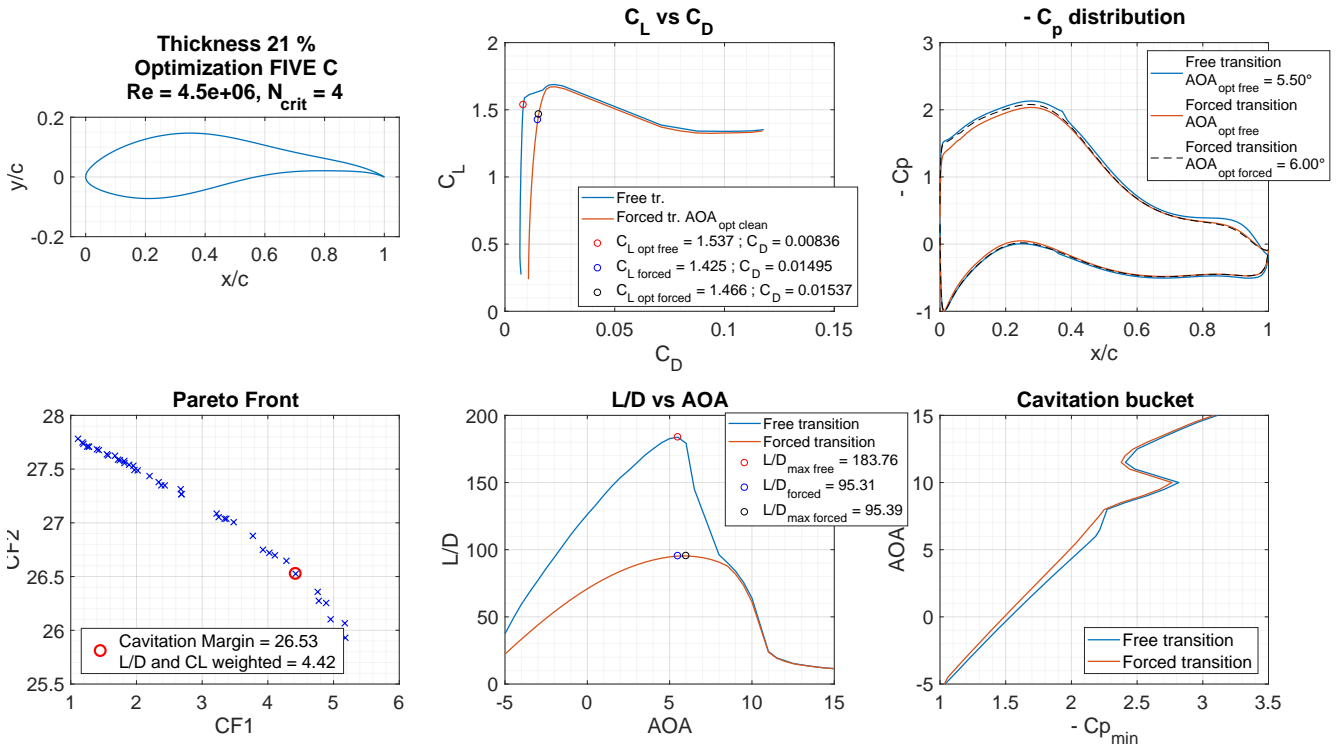 Thickness 21 %
Optimization FIVE C
Re = 4.5e+06, N_crit = 4
0.2
0
-0.2
y/c
0 0.2 0.4 0.6 0.8 1
x/c
C_L vs C_D
2
1.5
1
0.5
0
C_L
Free tr.
Forced tr. AOA_opt clean
C_L opt free = 1.537 ; C_D = 0.00836
C_L forced = 1.425 ; C_D = 0.01495
C_L opt forced = 1.466 ; C_D = 0.01537
0 0.05 0.1 0.15
C_D
- C_p distribution
3
2
1
0
-1
- Cp
Free transition
AOA_opt free = 5.50°
Forced transition
AOA_opt free
Forced transition
AOA_opt forced = 6.00°
0 0.2 0.4 0.6 0.8 1
x/c
Pareto Front
28
27.5
27
26.5
26
25.5
CF2
Cavitation Margin = 26.53
L/D and CL weighted = 4.42
1 2 3 4 5 6
CF1
L/D vs AOA
200
150
100
50
0
L/D
Free transition
Forced transition
L/D_max free = 183.76
L/D_forced = 95.31
L/D_max forced = 95.39
-5 0 5 10 15
AOA
Cavitation bucket
15
10
5
0
-5
AOA
Free transition
Forced transition
1 1.5 2 2.5 3 3.5
- Cp_min